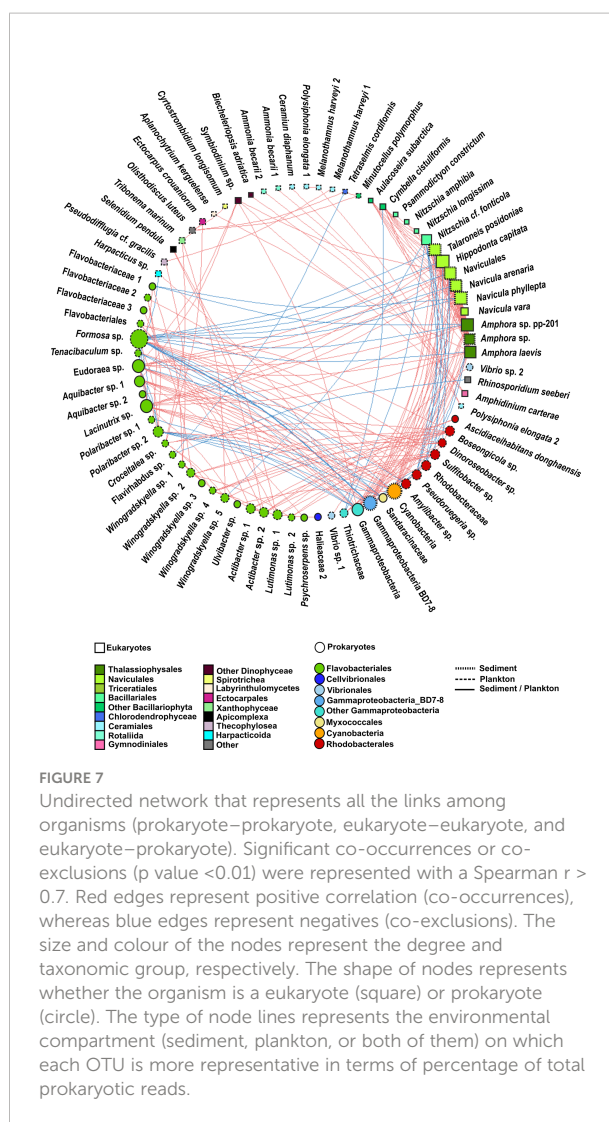 Polysiphonia elongata 1
Melanothamnus harveyi 2
Melanothamnus harveyi 1
Tetraselmis cordiformis
Minutocellus polymorphus
Aulacoseira subarctica
Cymbella cistuliformis
Psammodictyon constrictum
Nitzschia amphibia
Nitzschia longissima
Nitzschia cf. fonticola
Talaroneis posidoniae
Hippodonta capitata
Naviculales
Navicula arenaria
Navicula phyllepta
Navicula vara
Amphora sp. pp-201
Amphora sp.
Amphora laevis
Vibrio sp. 2
Rhinosporidium seeberi
Amphidinium carterae
Polysiphonia elongata 2
Ascidiaceihabitans donghaensis
Boseongicola sp.
Dinoroseobacter sp.
Sulfitobacter sp.
Rhodobacteraceae
Pseudoruegeria sp.
Amylibacter sp.
Cyanobacteria
Sandaracinaceae
Gammaproteobacteria BD7-8
Gammaproteobacteria
Thiotrichaceae
Vibrio sp. 1
Halieaceae 2
Psychroserpens sp.
Lutimonas sp. 2
Lutimonas sp. 1
Actibacter sp. 2
Actibacter sp. 1
Ulvibacter sp.
Winogradskyella sp. 5
Winogradskyella sp. 4
Winogradskyella sp. 3
Winogradskyella sp. 2
Winogradskyella sp. 1
Flavirhabdus sp.
Croceitalea sp.
Polaribacter sp. 2
Polaribacter sp. 1
Lacinutrix sp.
Aquibacter sp. 2
Aquibacter sp. 1
Eudoraea sp.
Tenacibaculum sp.
Formosa sp.
Flavobacteriales
Flavobacteriaceae 3
Flavobacteriaceae 2
Flavobacteriaceae 1
Harpacticus sp.
Pseudodifflugia cf. gracilis
Selenidium pendula
Tribonema marinum
Olisthodiscus luteus
Ectocarpus siliquaniorum
Aplanochytrium kerguelense
Cyrtostrombidium longisomum
Symbiodinium sp.
Biecheleriopsis adriatica
Ammonia becarii 2
Ammonia becarii 1
Ceramiun diaphanum
Eukaryotes
Thalassiophysales
Naviculales
Triceratiales
Bacillariales
Other Bacillariophyta
Chlorodendrophyceae
Ceramiales
Rotaliida
Gymnodiniales
Other Dinophyceae
Spirotrichea
Labyrinthulomycetes
Ectocarpales
Xanthophyceae
Apicomplexa
Thecophylosea
Harpacticoida
Other
Prokaryotes
Flavobacteriales
Cellvibrionales
Vibrionales
Gammaproteobacteria_BD7-8
Other Gammaproteobacteria
Myxococcales
Cyanobacteria
Rhodobacterales
Sediment
Plankton
Sediment / Plankton
FIGURE 7
Undirected network that represents all the links among
organisms (prokaryote–prokaryote, eukaryote–eukaryote, and
eukaryote–prokaryote). Significant co-occurrences or co-
exclusions (p value <0.01) were represented with a Spearman r >
0.7. Red edges represent positive correlation (co-occurrences),
whereas blue edges represent negatives (co-exclusions). The
size and colour of the nodes represent the degree and
taxonomic group, respectively. The shape of nodes represents
whether the organism is a eukaryote (square) or prokaryote
(circle). The type of node lines represents the environmental
compartment (sediment, plankton, or both of them) on which
each OTU is more representative in terms of percentage of total
prokaryotic reads.